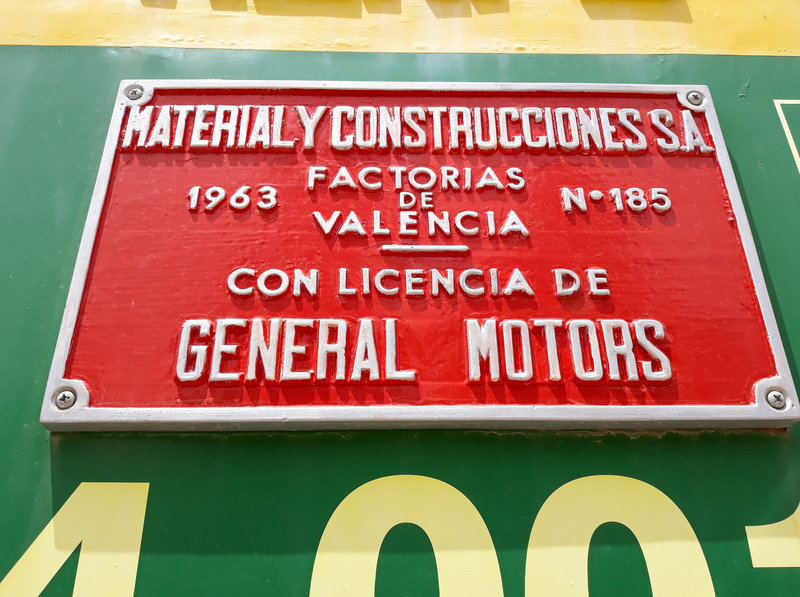 MATERIAL Y CONSTRUCCIONES S.A.
FACTORIAS
1963 DE Nº 185
VALENCIA
CON LICENCIA DE
GENERAL MOTORS